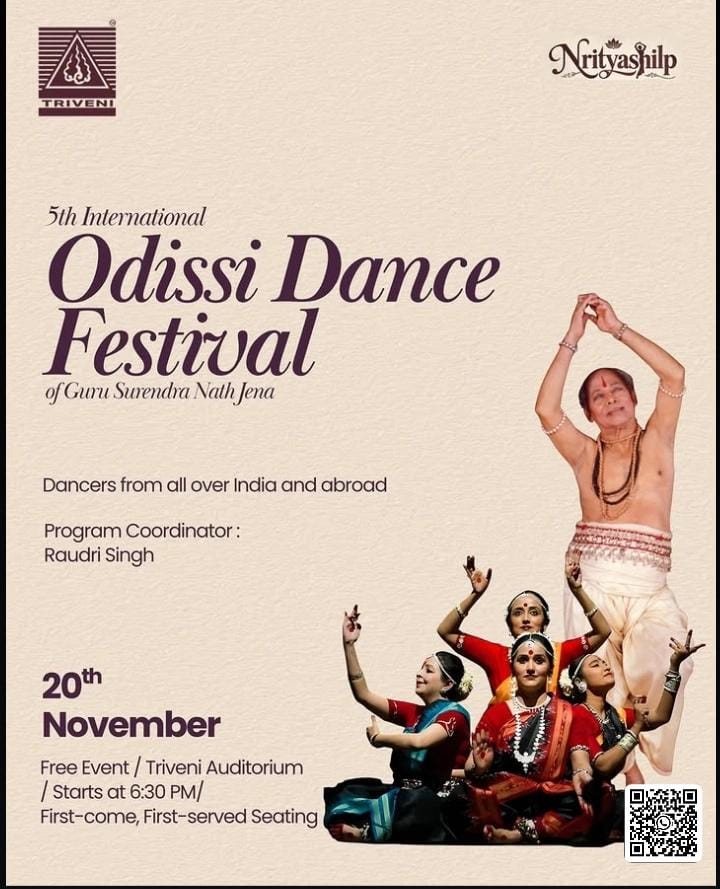 TRIVENI
Nrityashilp
5th International
Odissi Dance
Festival
of Guru Surendra Nath Jena
Dancers from all over India and abroad
Program Coordinator :
Raudri Singh
20th
November
Free Event / Triveni Auditorium
/ Starts at 6:30 PM/
First-come, First-served Seating